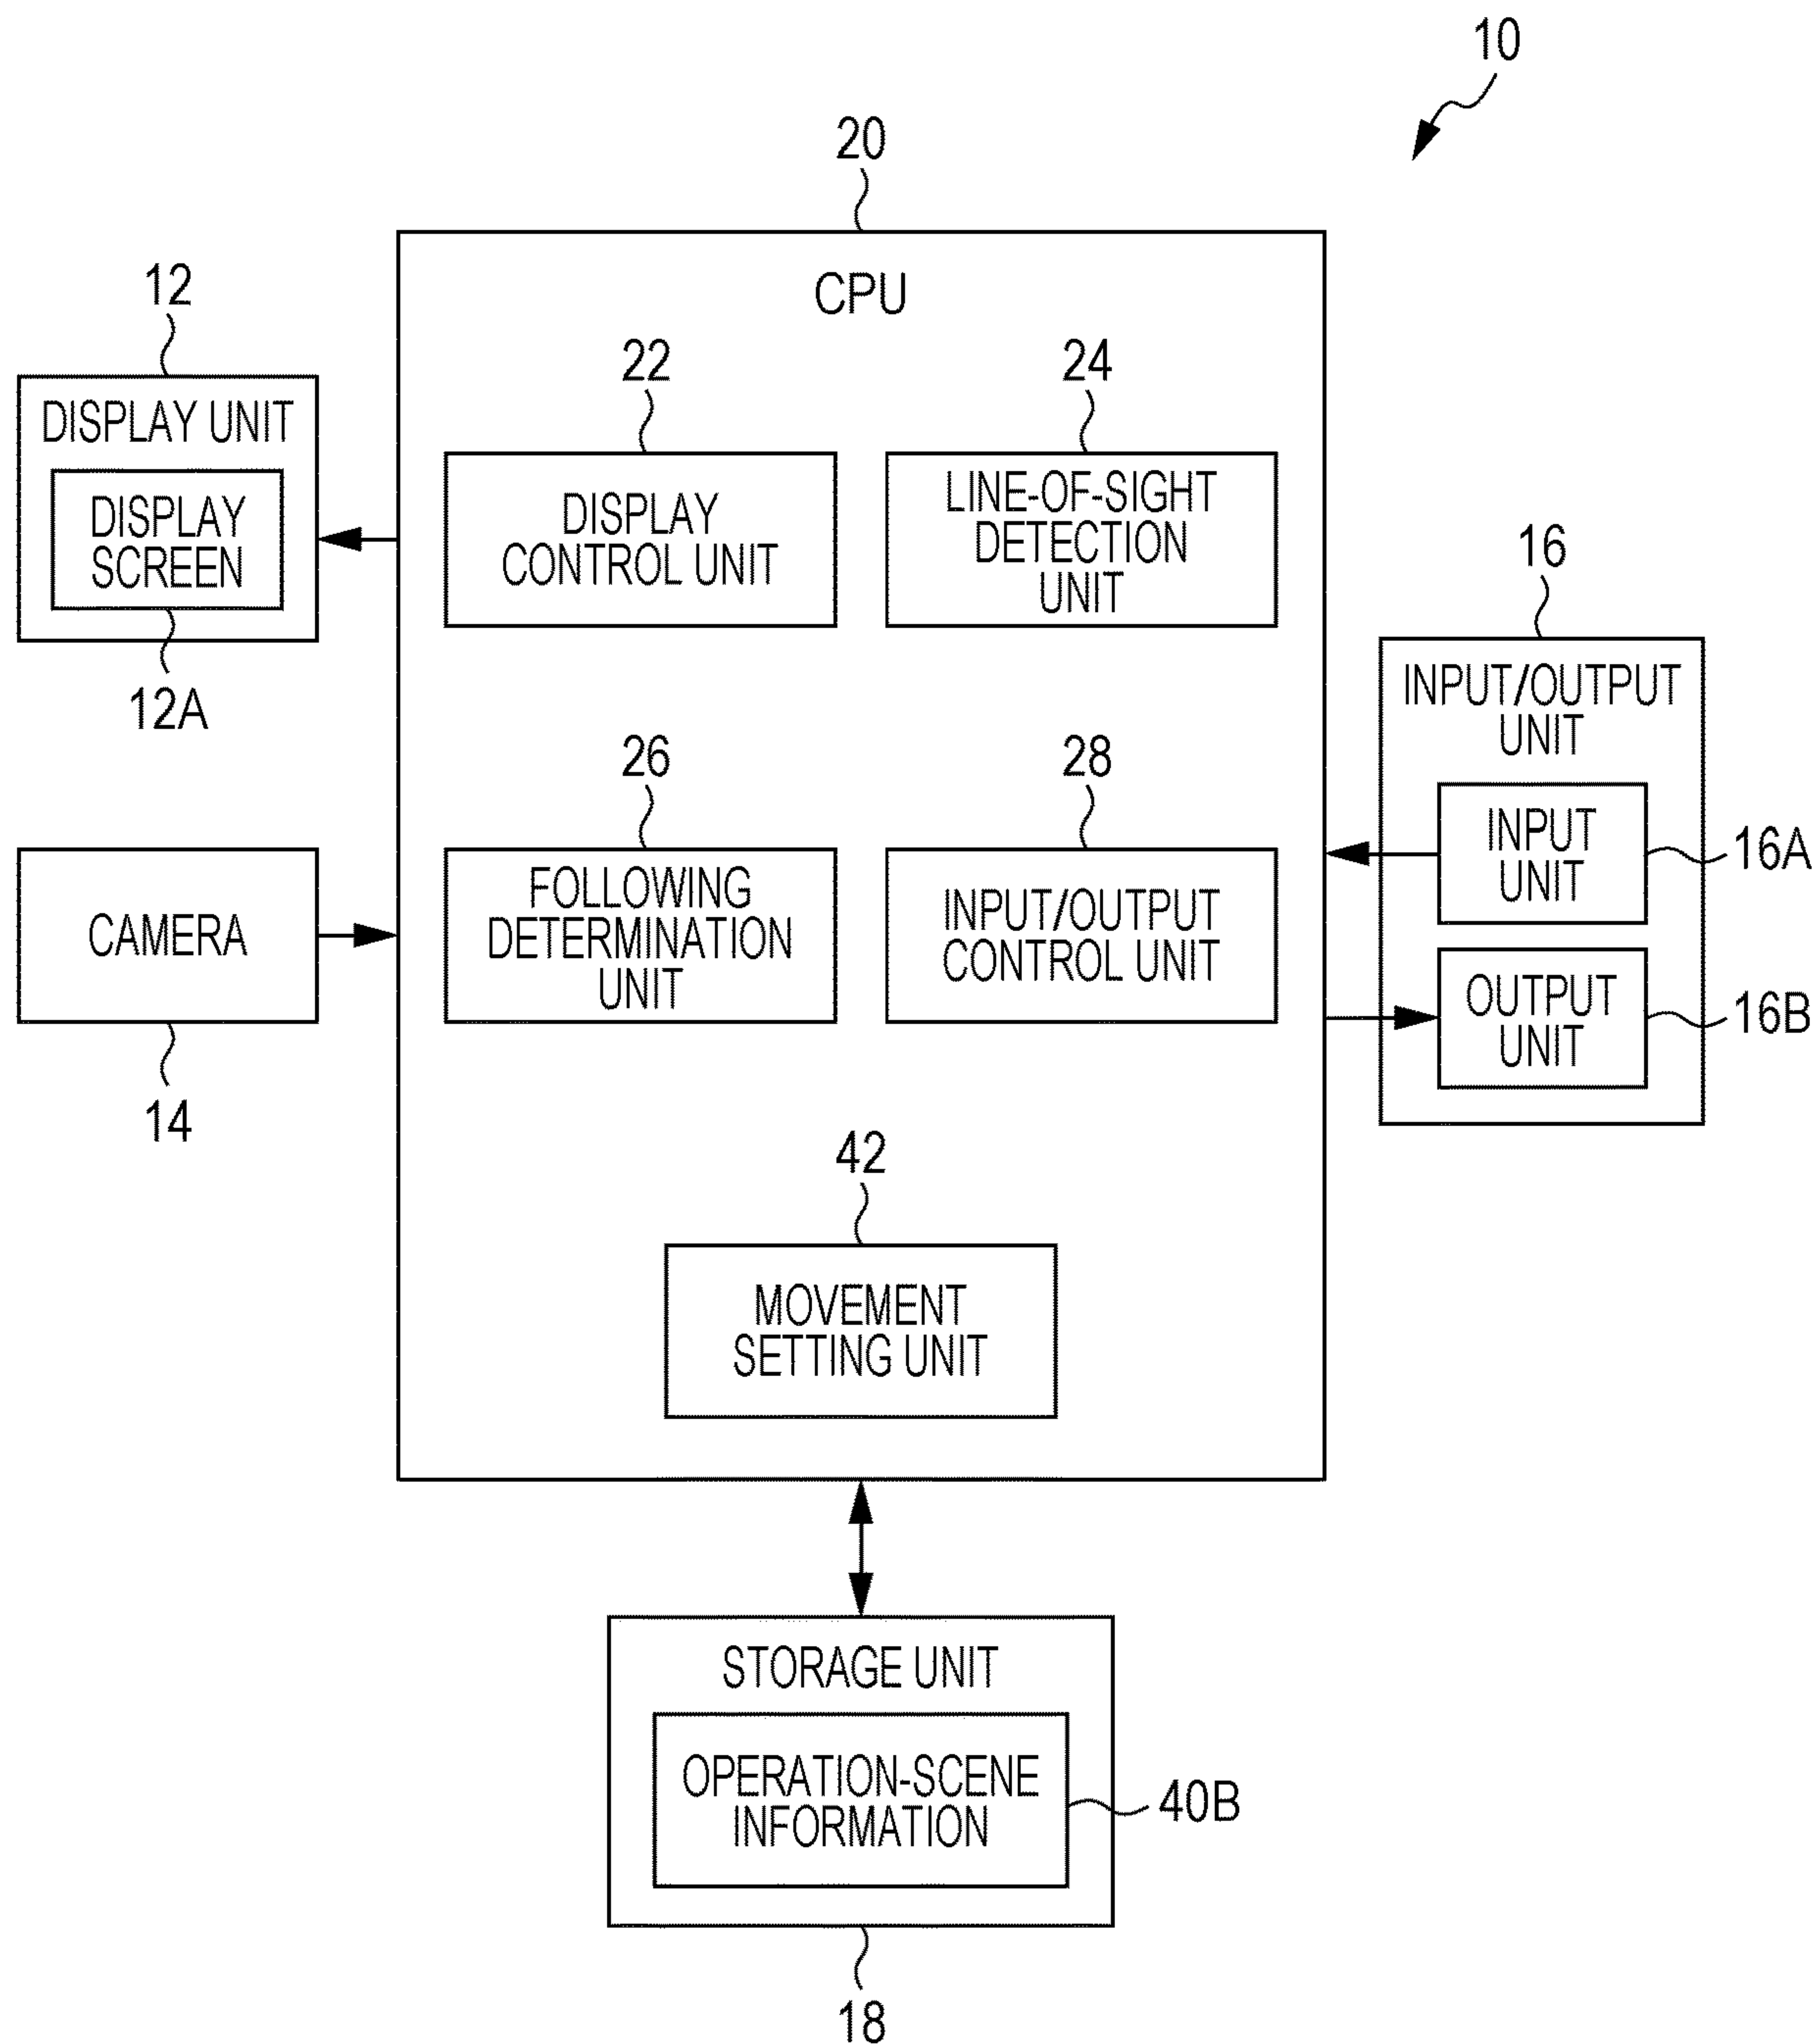 10
20
CPU
12
DISPLAY UNIT
DISPLAY
SCREEN
12A
22
DISPLAY
CONTROL UNIT
24
LINE-OF-SIGHT
DETECTION
UNIT
16
INPUT/OUTPUT
UNIT
INPUT
UNIT
16A
OUTPUT
UNIT
16B
26
FOLLOWING
DETERMINATION
UNIT
28
INPUT/OUTPUT
CONTROL UNIT
CAMERA
14
42
MOVEMENT
SETTING UNIT
STORAGE UNIT
OPERATION-SCENE
INFORMATION
40B
18